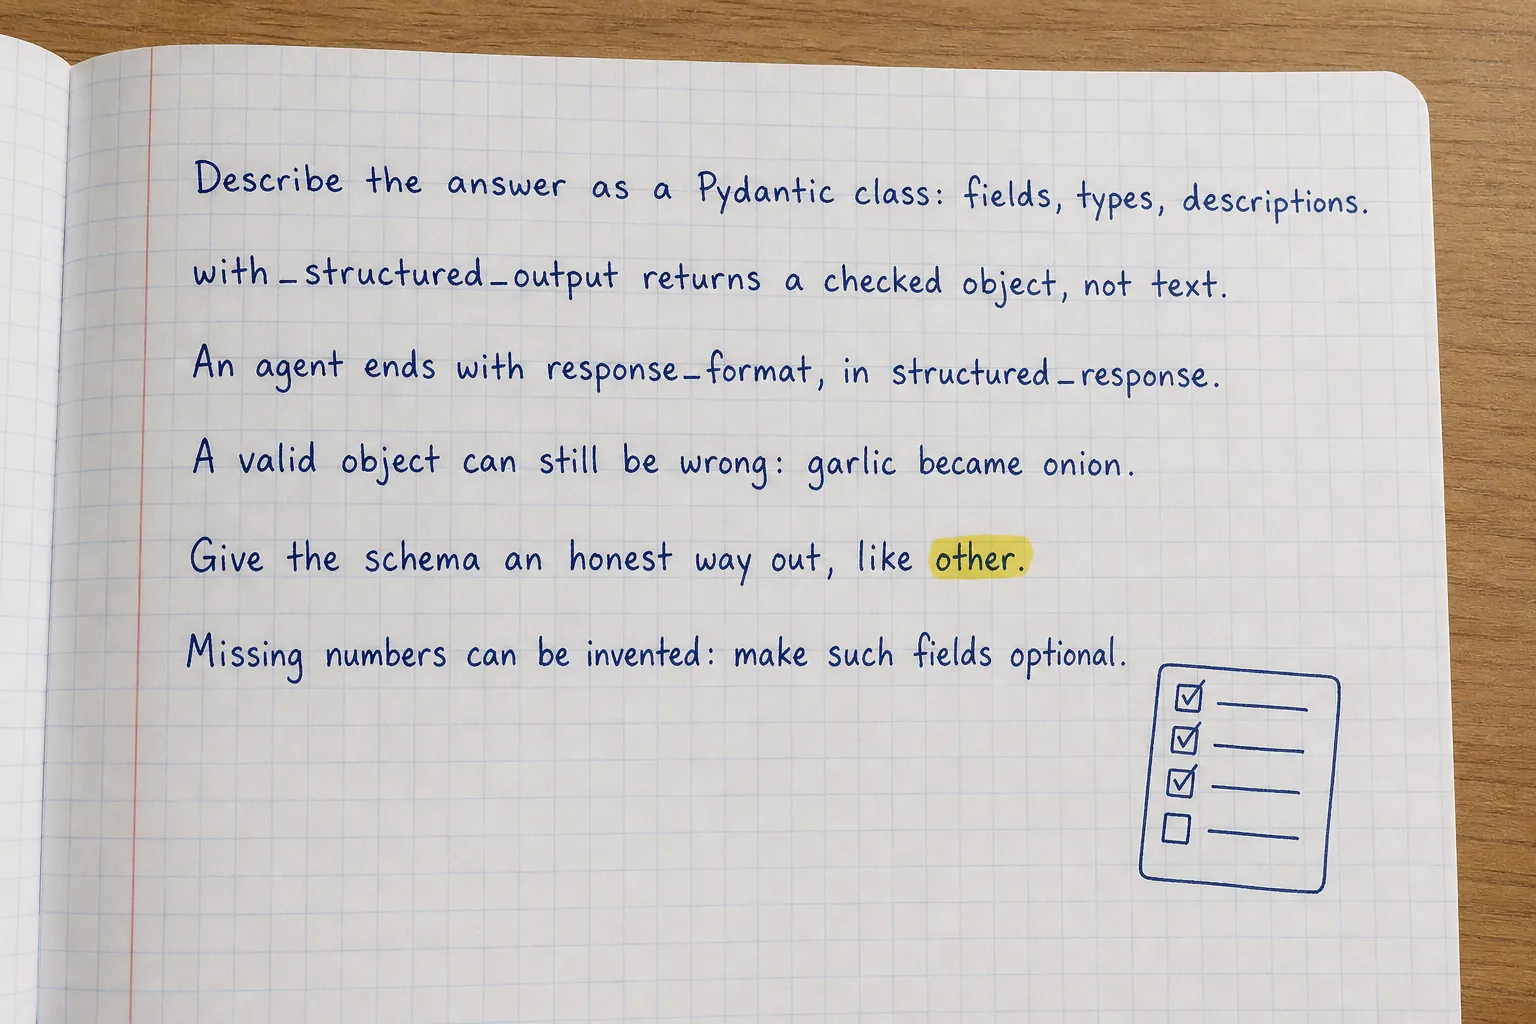 Describe the answer as a Pydantic class: fields, types, descriptions.
with_structured_output returns a checked object, not text.
An agent ends with response_format, in structured_response.
A valid object can still be wrong: garlic became onion.
Give the schema an honest way out, like other.
Missing numbers can be invented: make such fields optional.